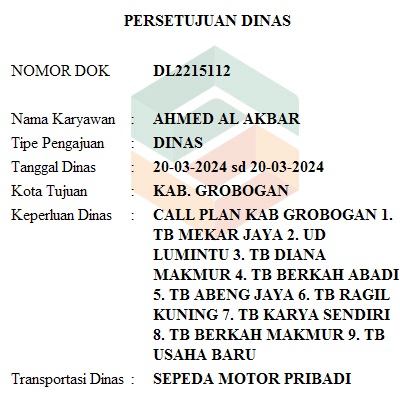 PERSETUJUAN DINAS
NOMOR DOK DL2215112
Nama Karyawan : AHMED AL AKBAR
Tipe Pengajuan : DINAS
Tanggal Dinas : 20-03-2024 sd 20-03-2024
Kota Tujuan : KAB. GROBOGAN
Keperluan Dinas : CALL PLAN KAB GROBOGAN 1.
TB MEKAR JAYA 2. UD
LUMINTU 3. TB DIANA
MAKMUR 4. TB BERKAH ABADI
5. TB ABENG JAYA 6. TB RAGIL
KUNING 7. TB KARYA SENDIRI
8. TB BERKAH MAKMUR 9. TB
USAHA BARU
Transportasi Dinas : SEPEDA MOTOR PRIBADI